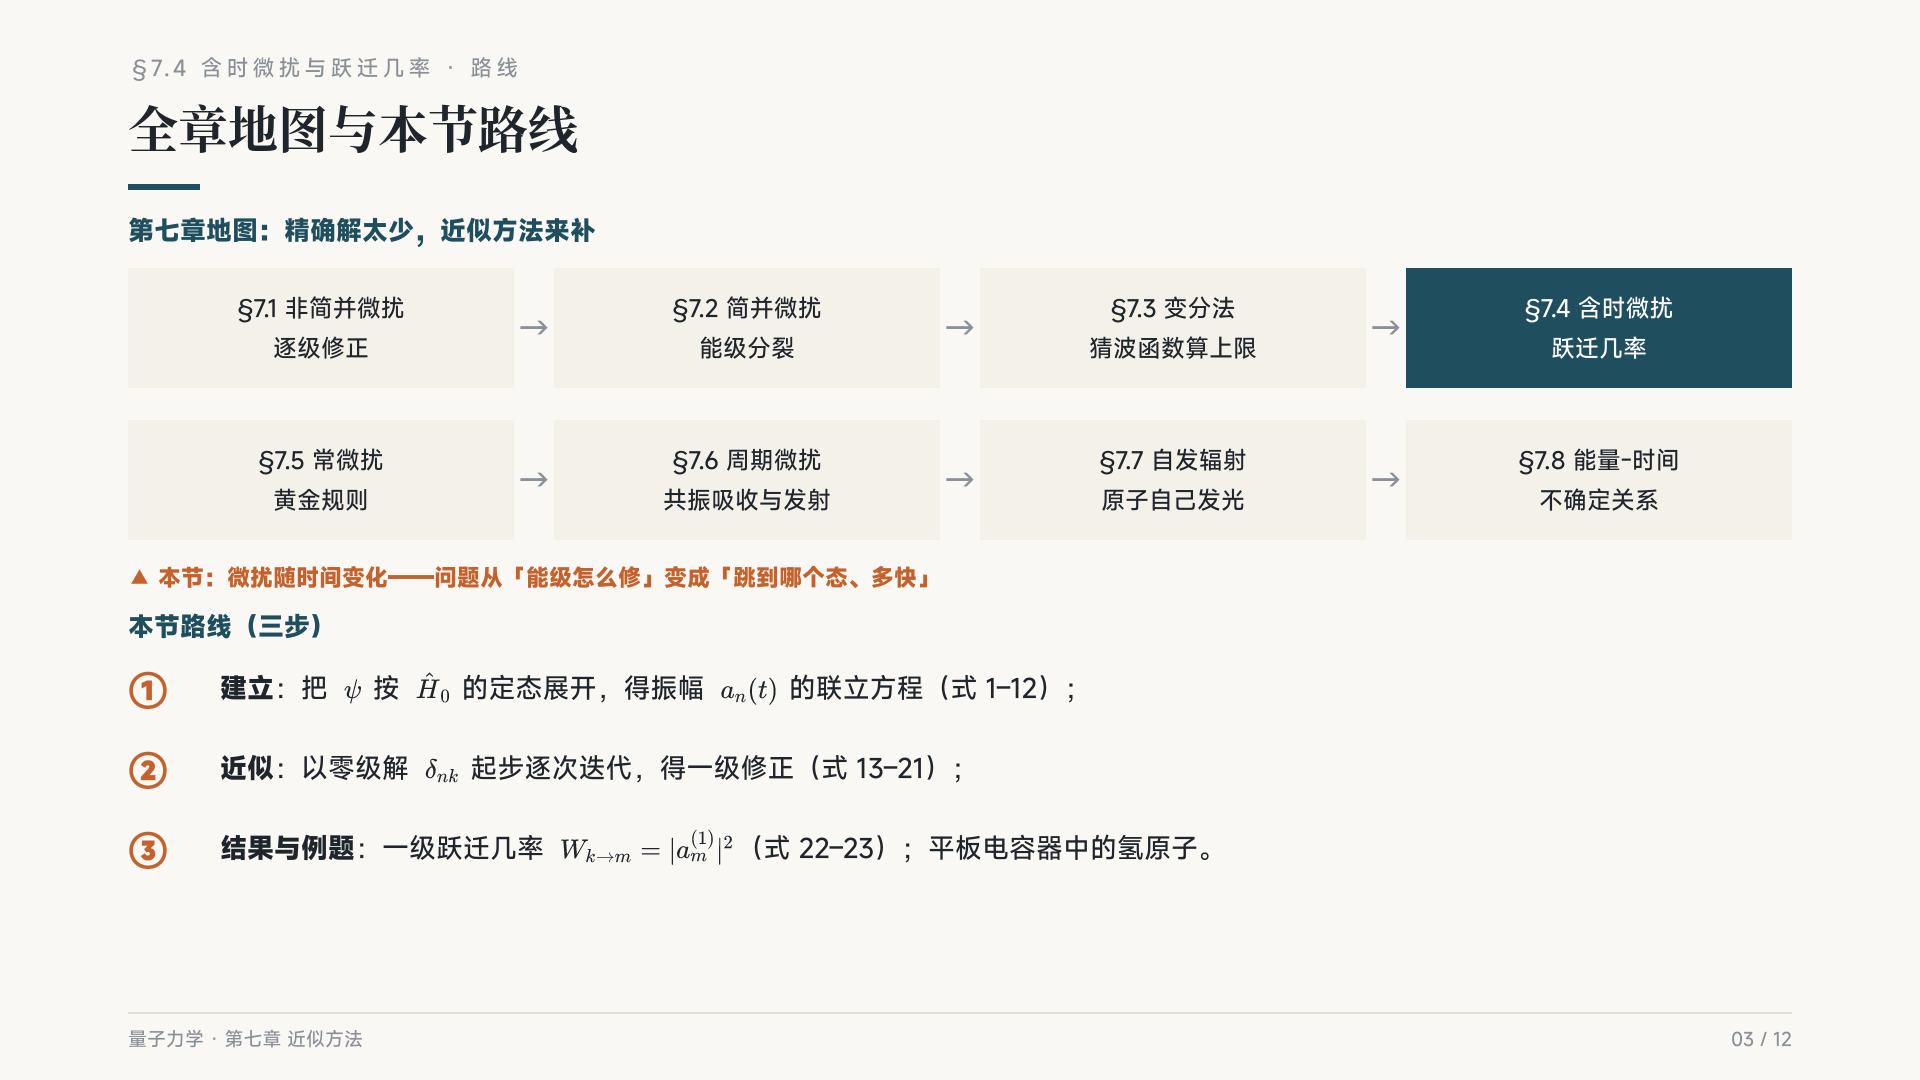 §7.4 含时微扰与跃迁几率 · 路线
全章地图与本节路线
第七章地图：精确解太少，近似方法来补
§7.1 非简并微扰
逐级修正
→
§7.2 简并微扰
能级分裂
→
§7.3 变分法
猜波函数算上限
→
§7.4 含时微扰
跃迁几率
§7.5 常微扰
黄金规则
→
§7.6 周期微扰
共振吸收与发射
→
§7.7 自发辐射
原子自己发光
→
§7.8 能量-时间
不确定关系
▲ 本节：微扰随时间变化——问题从「能级怎么修」变成「跳到哪个态、多快」
本节路线（三步）
① 建立：把 $\psi$ 按 $\hat{H}_0$ 的定态展开，得振幅 $a_n(t)$ 的联立方程（式 1–12）；
② 近似：以零级解 $\delta_{nk}$ 起步逐次迭代，得一级修正（式 13–21）；
③ 结果与例题：一级跃迁几率 $W_{k\to m} = |a_m^{(1)}|^2$（式 22–23）；平板电容器中的氢原子。
量子力学 · 第七章 近似方法
03 / 12